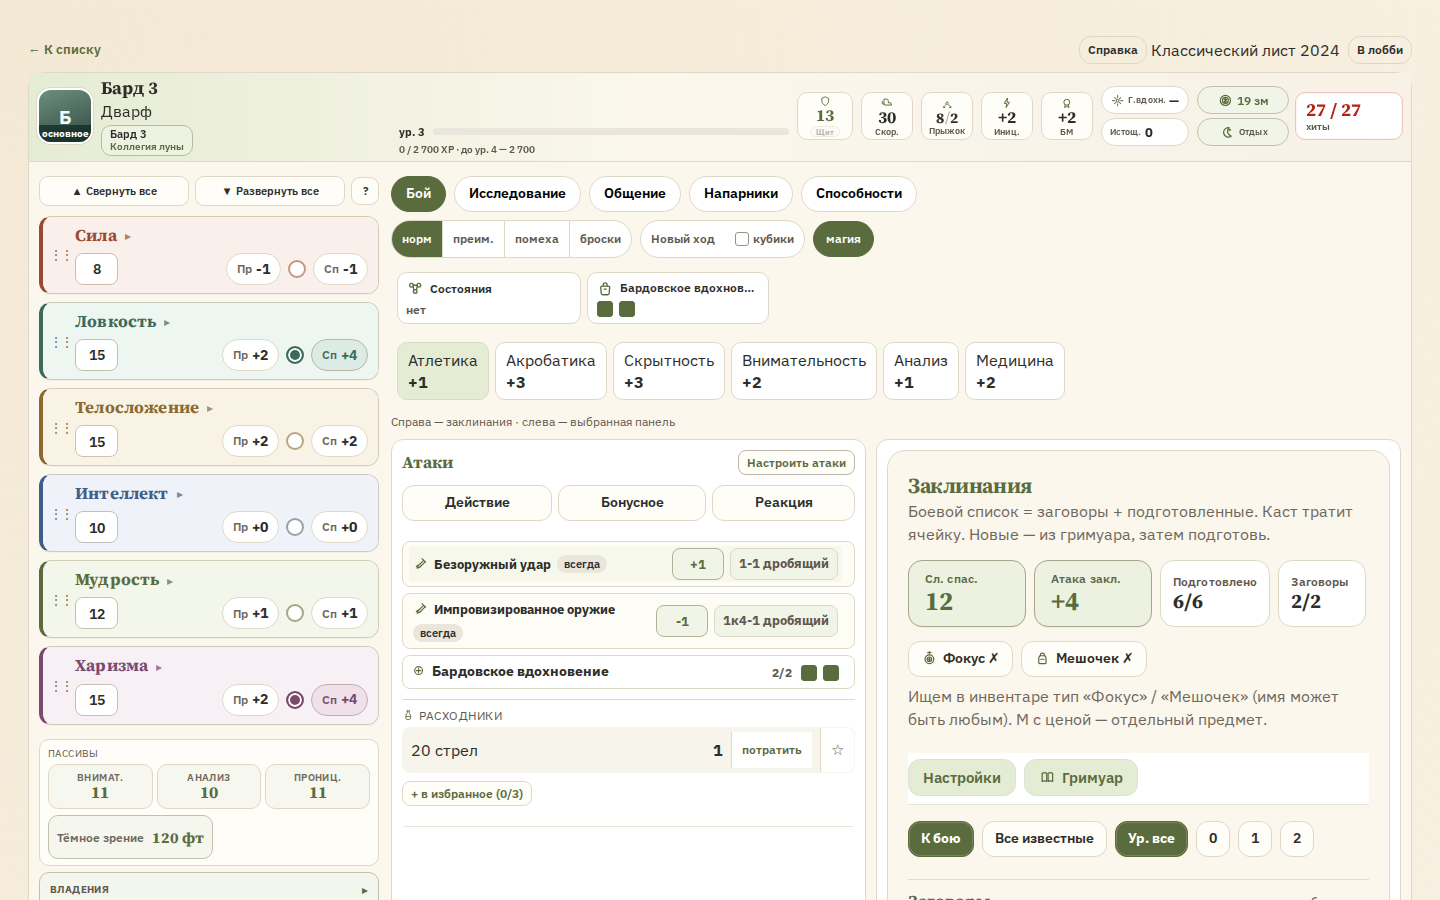 ← К списку
Справка Классический лист 2024 В лобби
Б
основное
Бард 3
Дварф
Бард 3
Коллегия луны
ур. 3
0 / 2 700 XP · до ур. 4 — 2 700
13
Щит
30
Скор.
8/2
Прыжок
+2
Иниц.
+2
БМ
Г.вдохн. —
Истощ. 0
19 зм
Отдых
27 / 27
хиты
▲ Свернуть все
▼ Развернуть все
?
Сила ▸
8 Пр -1 Сп -1
Ловкость ▸
15 Пр +2 Сп +4
Телосложение ▸
15 Пр +2 Сп +2
Интеллект ▸
10 Пр +0 Сп +0
Мудрость ▸
12 Пр +1 Сп +1
Харизма ▸
15 Пр +2 Сп +4
ПАССИВЫ
ВНИМАТ.
11
АНАЛИЗ
10
ПРОНИЦ.
11
Тёмное зрение 120 фт
ВЛАДЕНИЯ ▸
Бой Исследование Общение Напарники Способности
норм преим. помеха броски Новый ход кубики магия
Состояния
нет
Бардовское вдохнов...
Атлетика
+1
Акробатика
+3
Скрытность
+3
Внимательность
+2
Анализ
+1
Медицина
+2
Справа — заклинания · слева — выбранная панель
Атаки Настроить атаки
Действие Бонусное Реакция
Безоружный удар всегда +1 1-1 дробящий
Импровизированное оружие
всегда
-1 1к4-1 дробящий
Бардовское вдохновение 2/2
РАСХОДНИКИ
20 стрел 1 потратить ☆
+ в избранное (0/3)
Заклинания
Боевой список = заговоры + подготовленные. Каст тратит
ячейку. Новые — из гримуара, затем подготовь.
Сл. спас.
12
Атака закл.
+4
Подготовлено
6/6
Заговоры
2/2
Фокус ✗ Мешочек ✗
Ищем в инвентаре тип «Фокус» / «Мешочек» (имя может
быть любым). М с ценой — отдельный предмет.
Настройки Гримуар
К бою Все известные Ур. все 0 1 2